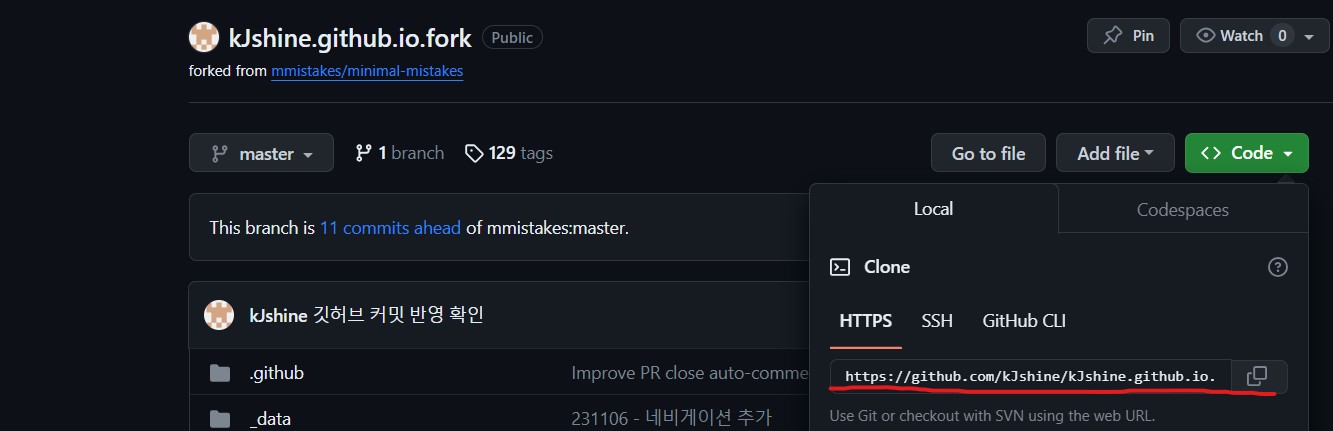 kJshine.github.io.fork Public
Pin
Watch 0
forked from mmistakes/minimal-mistakes
master
1 branch
129 tags
Go to file
Add file
Code
This branch is 11 commits ahead of mmistakes:master.
Local
Codespaces
Clone
HTTPS
SSH
GitHub CLI
https://github.com/kJshine/kJshine.github.io.
Use Git or checkout with SVN using the web URL.
kJshine 깃허브 커밋 반영 확인
.github
Improve PR close auto-comme
_data
231106 - 네비게이션 추가